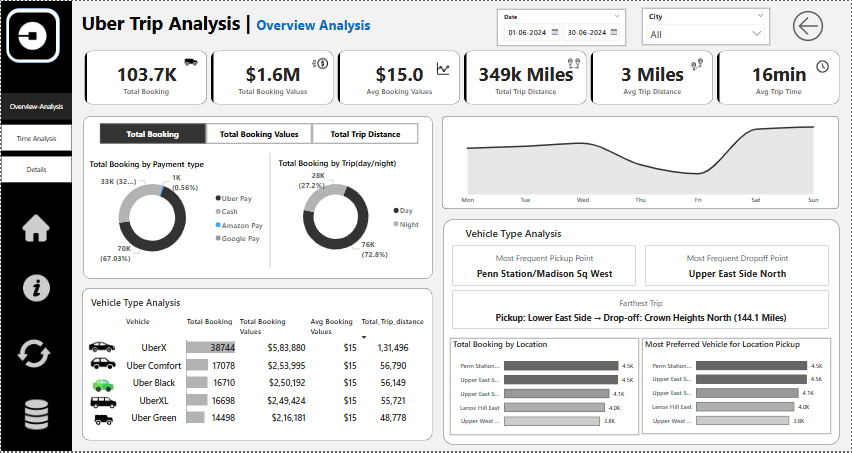 Uber Trip Analysis | Overview Analysis
Date
01-06-2024 30-06-2024
City
All
Overview-Analysis
Time Analysis
Details
103.7K
Total Booking
$1.6M
Total Booking Values
$15.0
Avg Booking Values
349k Miles
Total Trip Distance
3 Miles
Avg Trip Distance
16min
Avg Trip Time
Total Booking Total Booking Values Total Trip Distance
Total Booking by Payment type
33K (32...)
1K
(0.56%)
70K
(67.03%)
Uber Pay
Cash
Amazon Pay
Google Pay
Total Booking by Trip(day/night)
28K
(27.2%)
76K
(72.8%)
Day
Night
Mon Tue Wed Thu Fri Sat Sun
Vehicle Type Analysis
Vehicle Total Booking Total Booking Values Avg Booking Values Total_Trip_distance
UberX 38744 $5,83,880 $15 1,31,496
Uber Comfort 17078 $2,53,995 $15 56,790
Uber Black 16710 $2,50,192 $15 56,149
UberXL 16698 $2,49,424 $15 55,721
Uber Green 14498 $2,16,181 $15 48,778
Vehicle Type Analysis
Most Frequent Pickup Point
Penn Station/Madison Sq West
Most Frequent Dropoff Point
Upper East Side North
Farthest Trip
Pickup: Lower East Side → Drop-off: Crown Heights North (144.1 Miles)
Total Booking by Location
Penn Station... 4.5K
Upper East S... 4.5K
Upper East S... 4.1K
Lenox Hill East 4.0K
Upper West ... 3.8K
Most Preferred Vehicle for Location Pickup
Penn Station... 4.5K
Upper East S... 4.5K
Upper East S... 4.1K
Lenox Hill East 4.0K
Upper West ... 3.8K